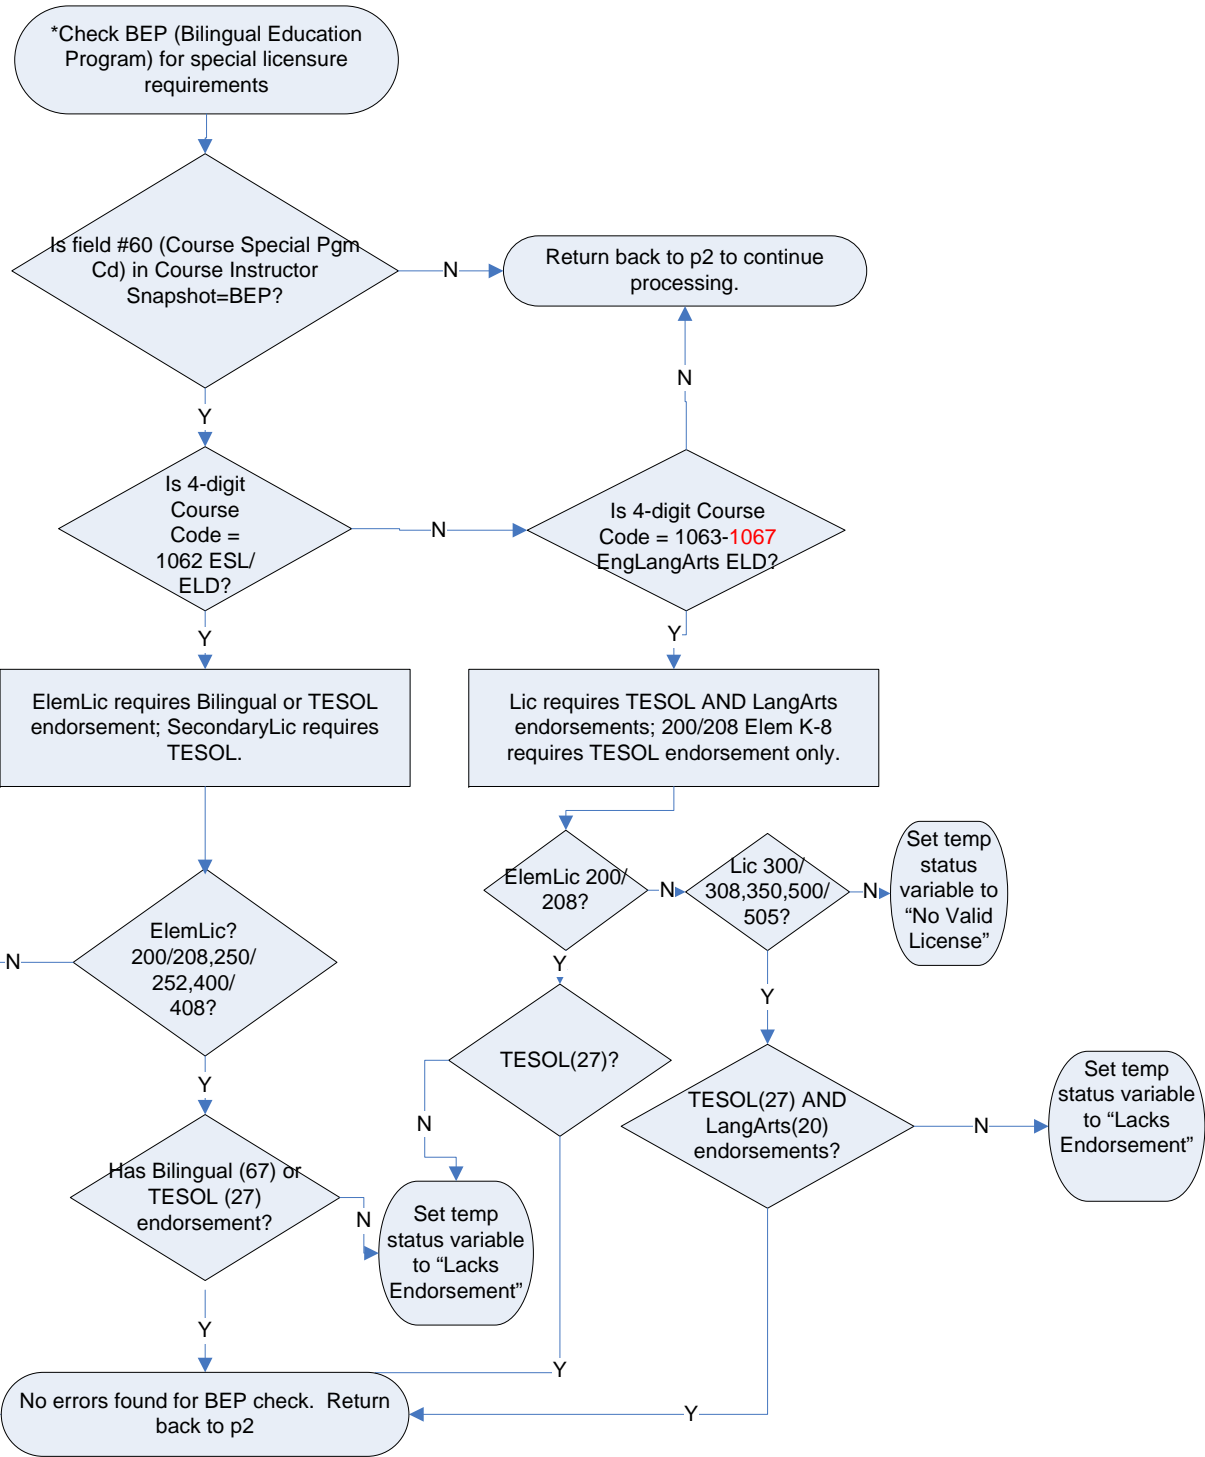 *Check BEP (Bilingual Education
Program) for special licensure
requirements
Is field #60 (Course Special Pgm
Cd) in Course Instructor
Snapshot=BEP?
N
Return back to p2 to continue
processing.
N
Y
Is 4-digit
Course
Code =
1062 ESL/
ELD?
N
Is 4-digit Course
Code = 1063-1067
EngLangArts ELD?
Y
Y
ElemLic requires Bilingual or TESOL
endorsement; SecondaryLic requires
TESOL.
Lic requires TESOL AND LangArts
endorsements; 200/208 Elem K-8
requires TESOL endorsement only.
ElemLic 200/
208?
N
Lic 300/
308,350,500/
505?
N
Set temp
status
variable to
“No Valid
License”
ElemLic?
200/208,250/
252,400/
408?
N
Y
Y
TESOL(27)?
Y
N
TESOL(27) AND
LangArts(20)
endorsements?
N
Set temp
status variable
to “Lacks
Endorsement”
Has Bilingual (67) or
TESOL (27)
endorsement?
N
Set temp
status variable
to “Lacks
Endorsement”
Y
Y
Y
No errors found for BEP check.  Return
back to p2